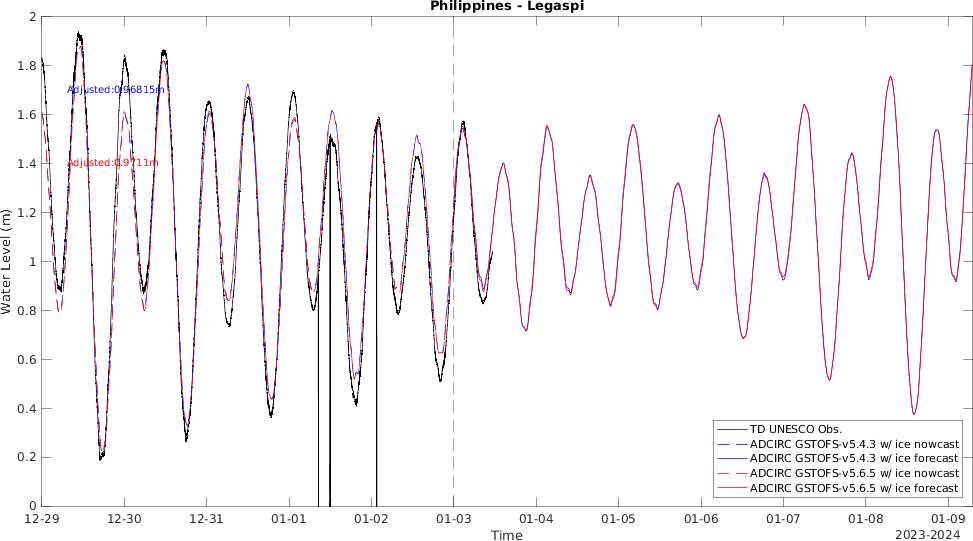 Philippines - Legaspi
Water Level (m)
2
1.8
1.6
1.4
1.2
1
0.8
0.6
0.4
0.2
0
Adjusted:0.96815m
Adjusted:0.9711m
TD UNESCO Obs.
ADCIRC GSTOFS-v5.4.3 w/ ice nowcast
ADCIRC GSTOFS-v5.4.3 w/ ice forecast
ADCIRC GSTOFS-v5.6.5 w/ ice nowcast
ADCIRC GSTOFS-v5.6.5 w/ ice forecast
12-29 12-30 12-31 01-01 01-02 01-03 01-04 01-05 01-06 01-07 01-08 01-09
Time
2023-2024